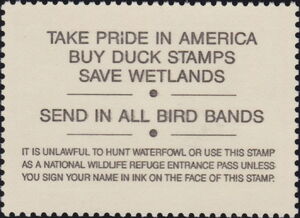 TAKE PRIDE IN AMERICA
BUY DUCK STAMPS
SAVE WETLANDS
SEND IN ALL BIRD BANDS
IT IS UNLAWFUL TO HUNT WATERFOWL OR USE THIS STAMP
AS A NATIONAL WILDLIFE REFUGE ENTRANCE PASS UNLESS
YOU SIGN YOUR NAME IN INK ON THE FACE OF THIS STAMP.